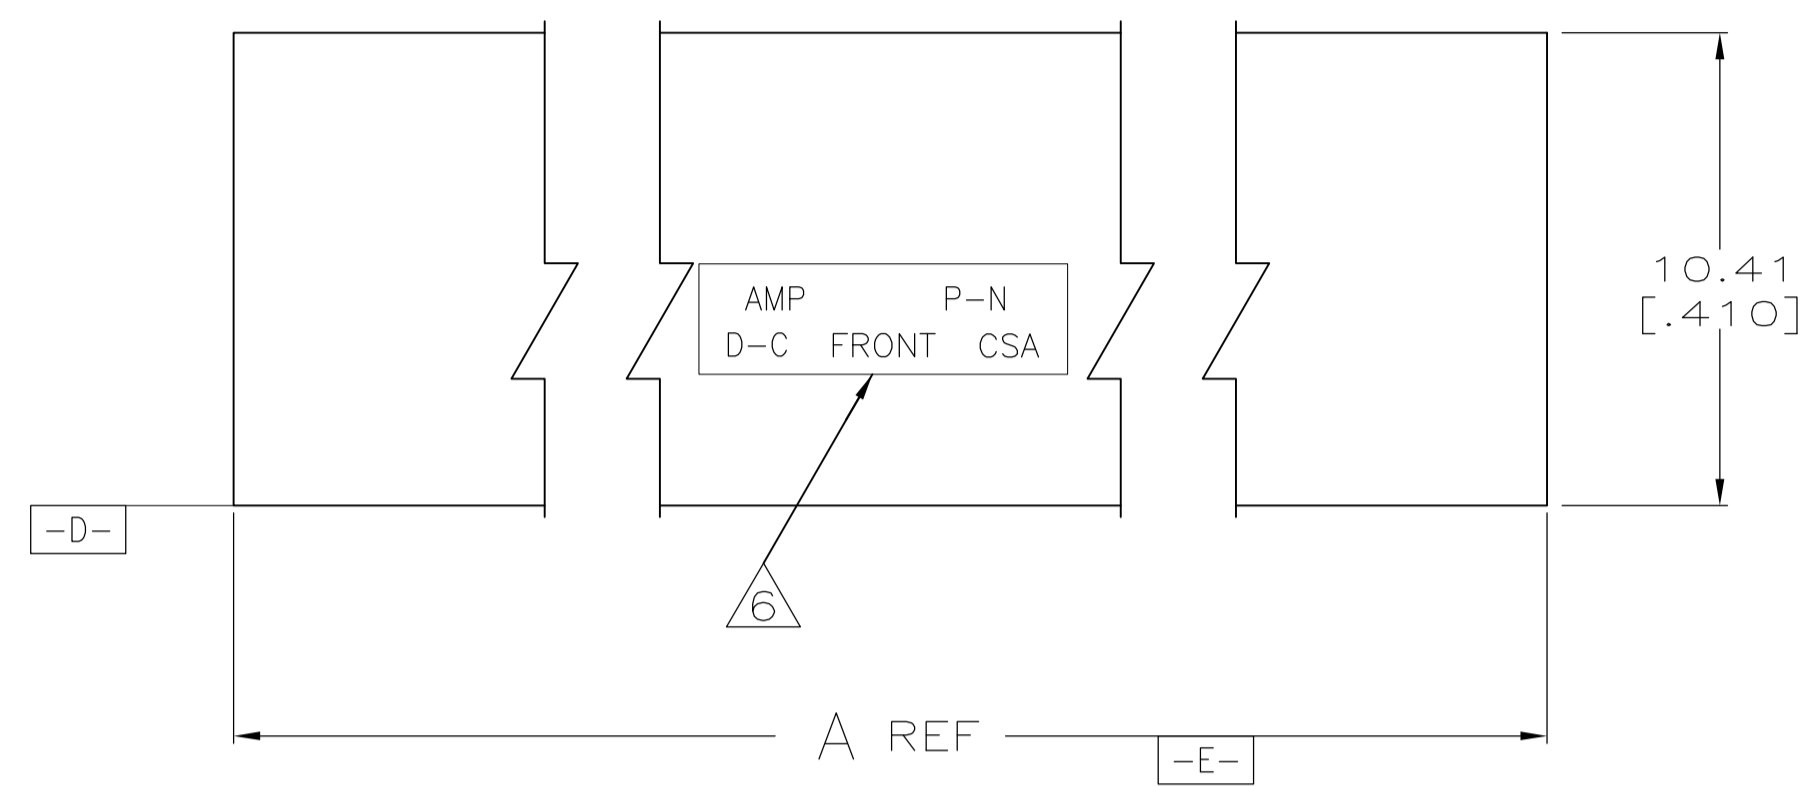 AMP P-N
D-C FRONT CSA
10.41
[.410]
-D-
6
A REF
-E-